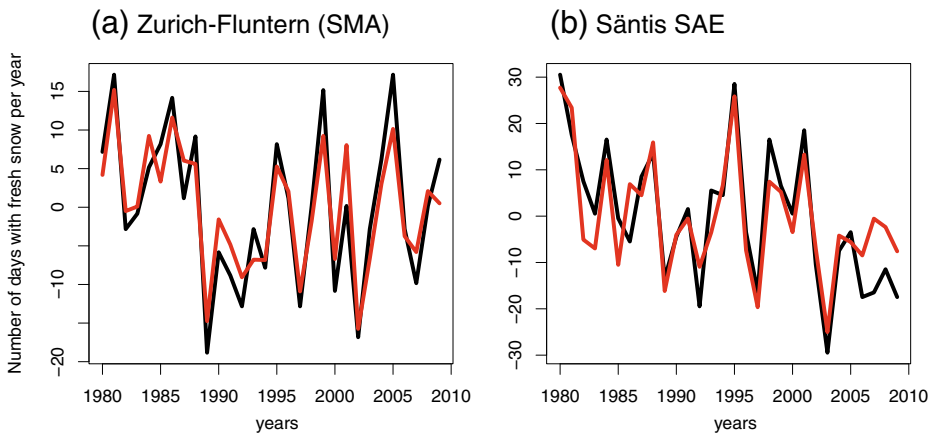 (a) Zurich-Fluntern (SMA)
Number of days with fresh snow per year
15
10
5
0
-10
-20
1980 1985 1990 1995 2000 2005 2010
years
(b) Säntis SAE
30
20
10
0
-10
-20
-30
1980 1985 1990 1995 2000 2005 2010
years